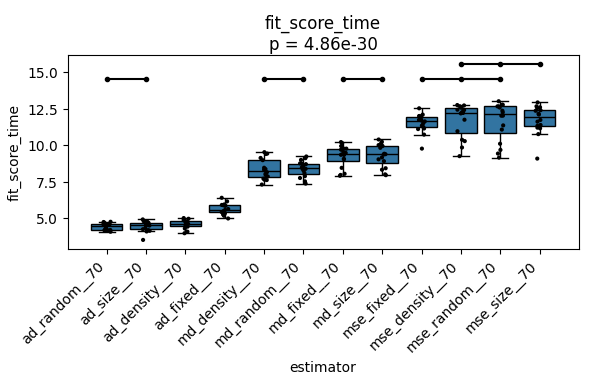 fit_score_time
p = 4.86e-30
fit_score_time
15.0
12.5
10.0
7.5
5.0
ad_random__70
ad_size__70
ad_density__70
ad_fixed__70
md_density__70
md_random__70
md_fixed__70
md_size__70
mse_fixed__70
mse_density__70
mse_random__70
mse_size__70
estimator